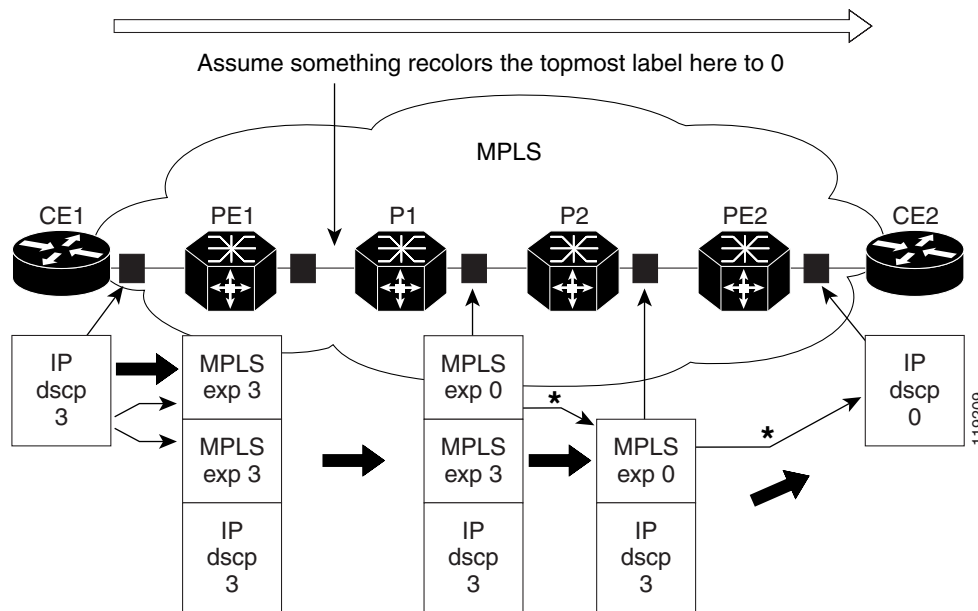 Assume something recolors the topmost label here to 0
MPLS
CE1
PE1
P1
P2
PE2
CE2
IP
dscp
3
MPLS
exp 3
MPLS
exp 3
IP
dscp
3
MPLS
exp 0
MPLS
exp 3
IP
dscp
3
*
MPLS
exp 0
IP
dscp
3
*
IP
dscp
0